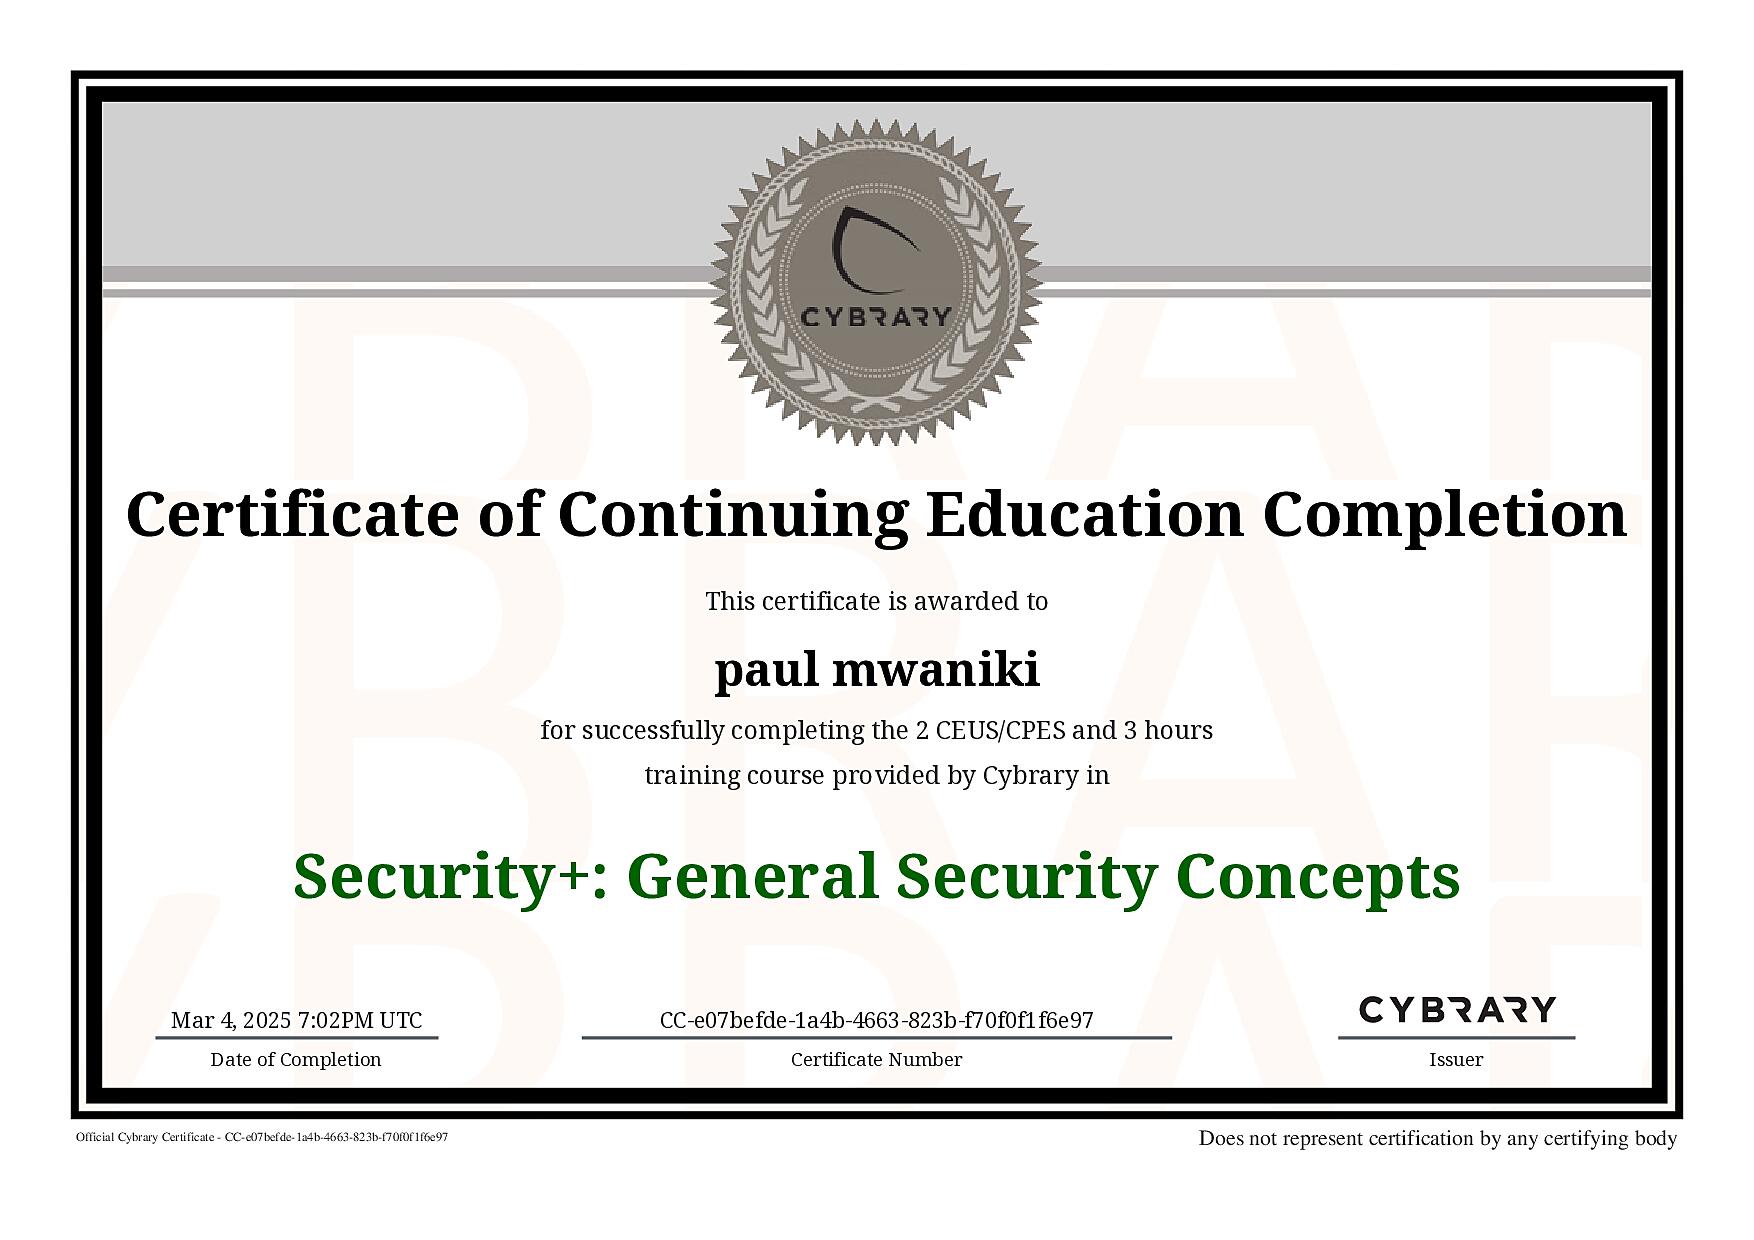 CYBRARY
Certificate of Continuing Education Completion
This certificate is awarded to
paul mwaniki
for successfully completing the 2 CEUS/CPES and 3 hours
training course provided by Cybrary in
Security+: General Security Concepts
Mar 4, 2025 7:02PM UTC
Date of Completion
CC-e07befde-1a4b-4663-823b-f70f0f1f6e97
Certificate Number
CYBRARY
Issuer
Official Cybrary Certificate - CC-e07befde-1a4b-4663-823b-f70f0f1f6e97
Does not represent certification by any certifying body